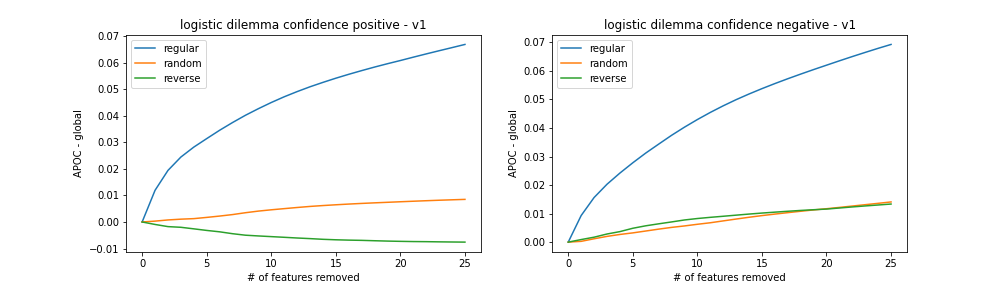 logistic dilemma confidence positive - v1
0.07
0.06
0.05
0.04
0.03
0.02
0.01
0.00
−0.01
APOC - global
regular
random
reverse
0 5 10 15 20 25
# of features removed
logistic dilemma confidence negative - v1
0.07
0.06
0.05
0.04
0.03
0.02
0.01
0.00
APOC - global
regular
random
reverse
0 5 10 15 20 25
# of features removed